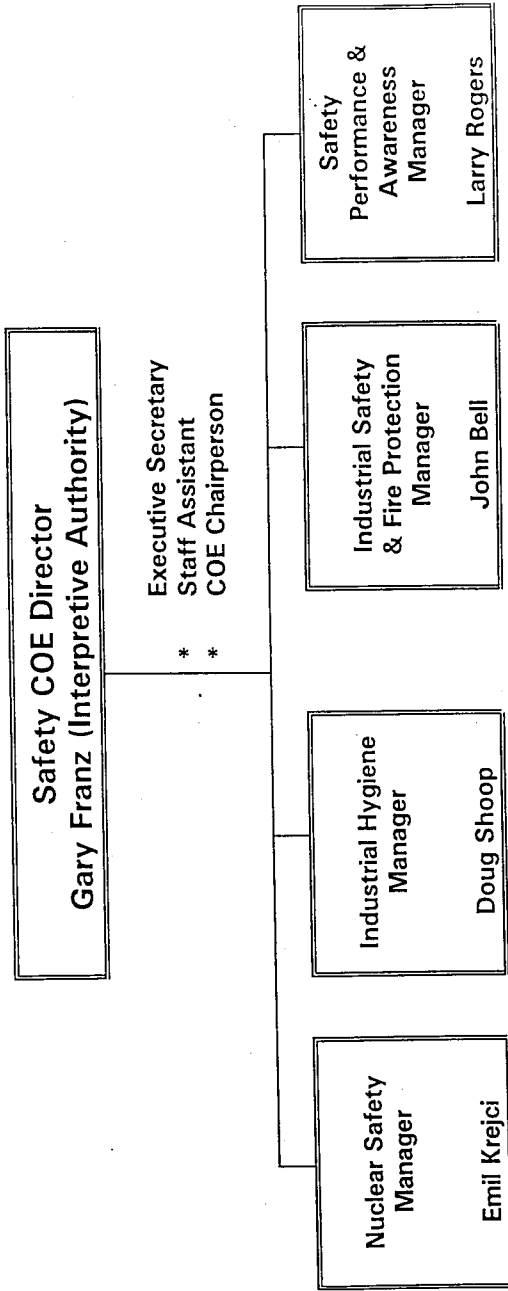 Safety COE Director
Gary Franz (Interpretive Authority)
Executive Secretary
* Staff Assistant
* COE Chairperson
Nuclear Safety
Manager
Emil Krejci
Industrial Hygiene
Manager
Doug Shoop
Industrial Safety
& Fire Protection
Manager
John Bell
Safety
Performance &
Awareness
Manager
Larry Rogers